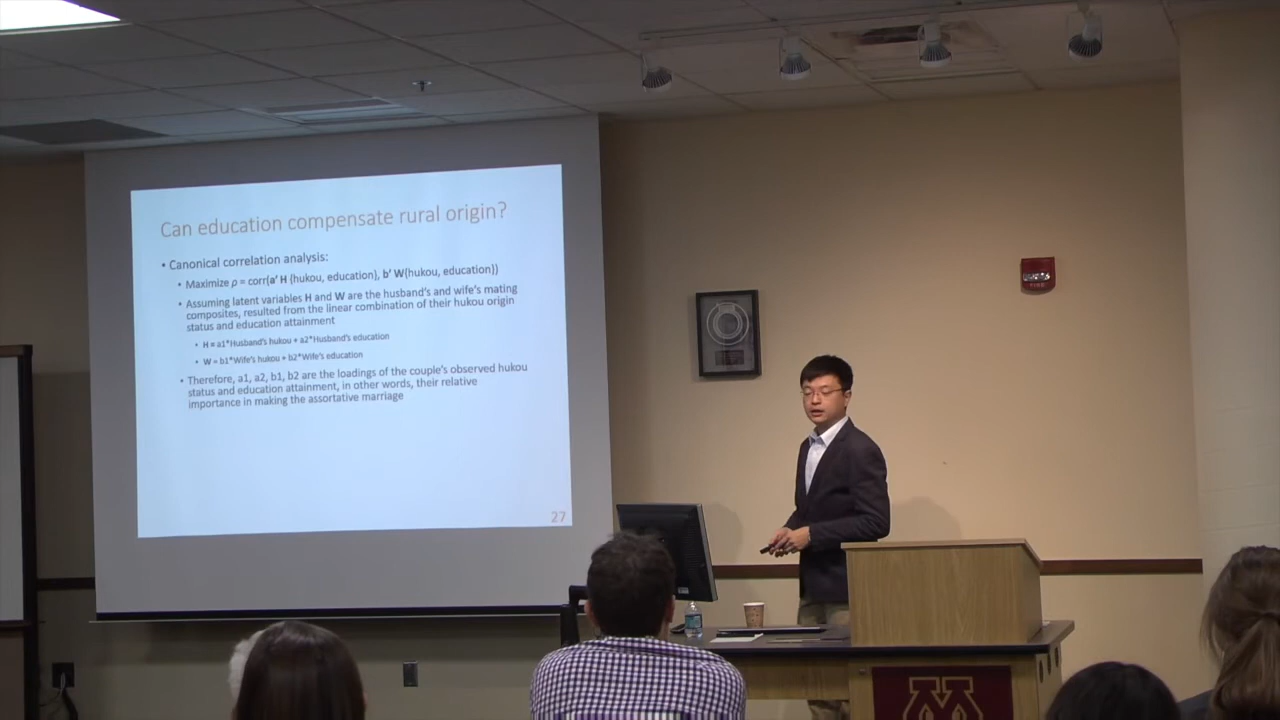 Can education compensate rural origin?
• Canonical correlation analysis:
• Maximize ρ = corr(a' H (hukou, education), b' W(hukou, education))
• Assuming latent variables H and W are the husband's and wife's mating
composites, resulted from the linear combination of their hukou origin
status and education attainment
• H = a1*Husband's hukou + a2*Husband's education
• W = b1*Wife's hukou + b2*Wife's education
• Therefore, a1, a2, b1, b2 are the loadings of the couple's observed hukou
status and education attainment, in other words, their relative
importance in making the assortative marriage
27
FIRE
M